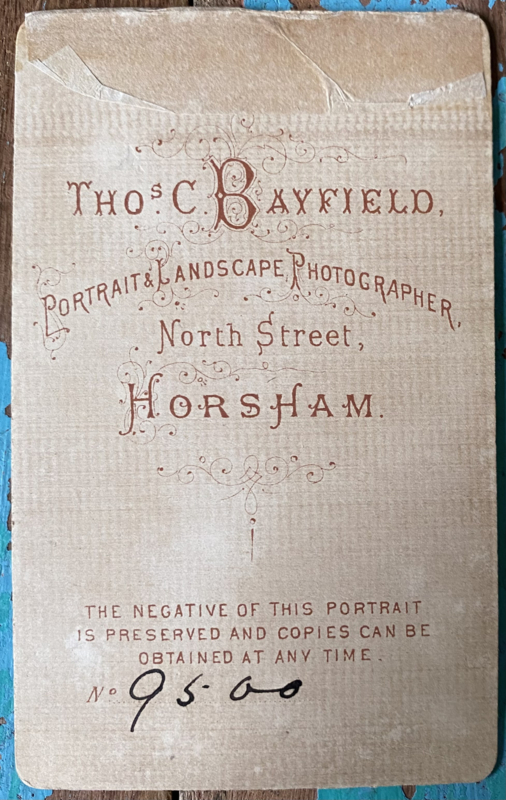 THOS. C. BAYFIELD,
PORTRAIT & LANDSCAPE PHOTOGRAPHER,
North Street,
HORSHAM.
THE NEGATIVE OF THIS PORTRAIT
IS PRESERVED AND COPIES CAN BE
OBTAINED AT ANY TIME.
No 9500